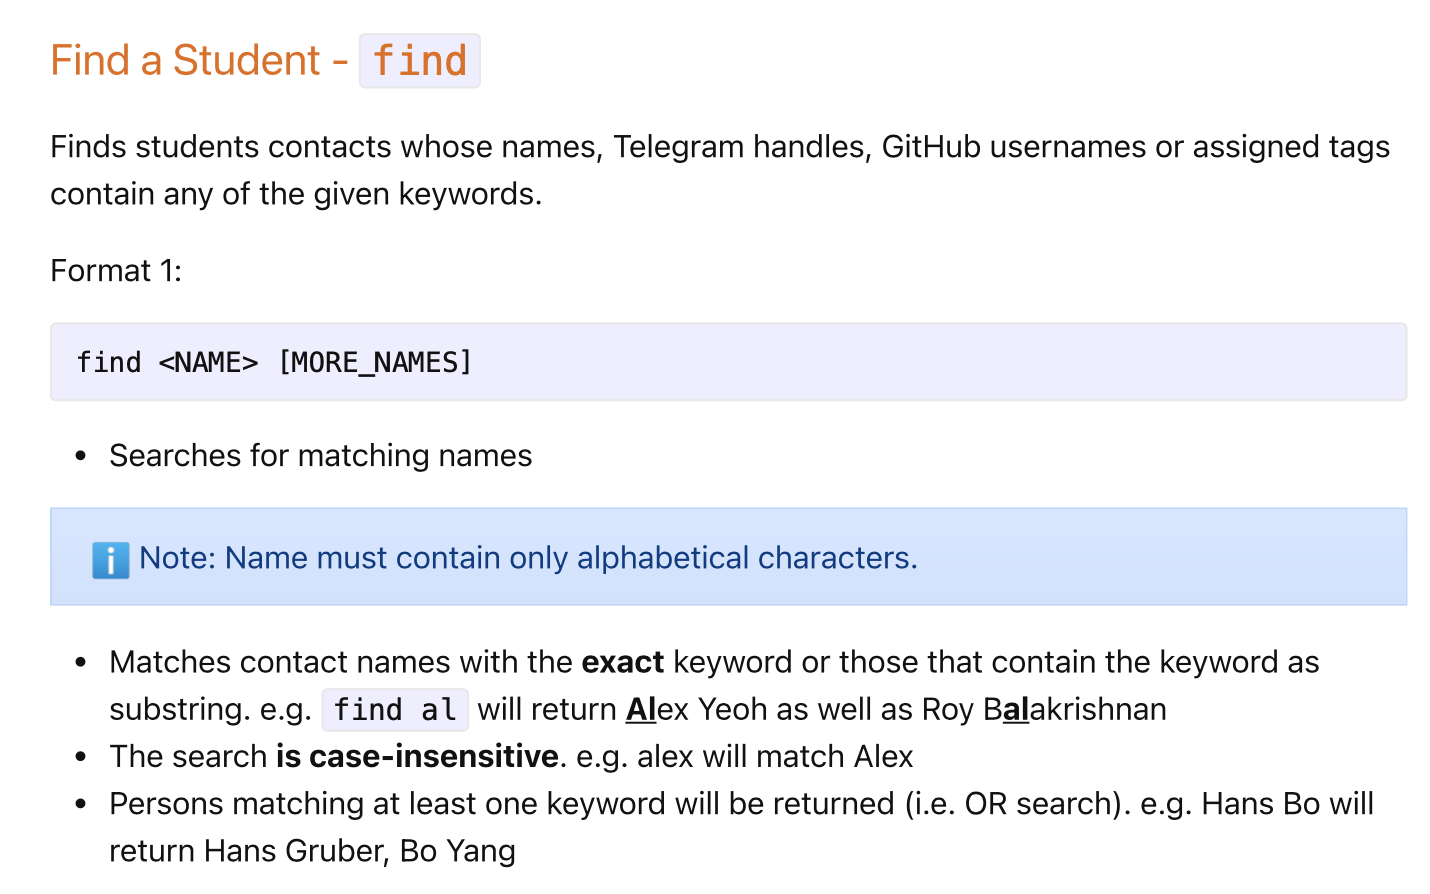 Find a Student - find
Finds students contacts whose names, Telegram handles, GitHub usernames or assigned tags
contain any of the given keywords.
Format 1:
find <NAME> [MORE_NAMES]
• Searches for matching names
ℹ️ Note: Name must contain only alphabetical characters.
• Matches contact names with the exact keyword or those that contain the keyword as
substring. e.g. find al will return Alex Yeoh as well as Roy Balakrishnan
• The search is case-insensitive. e.g. alex will match Alex
• Persons matching at least one keyword will be returned (i.e. OR search). e.g. Hans Bo will
return Hans Gruber, Bo Yang